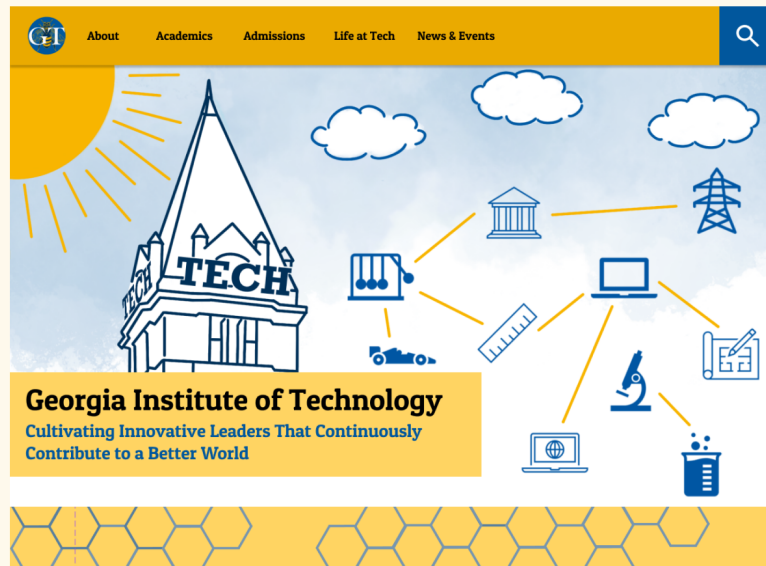 GT
About
Academics
Admissions
Life at Tech
News & Events
TECH
TECH
Georgia Institute of Technology
Cultivating Innovative Leaders That Continuously
Contribute to a Better World